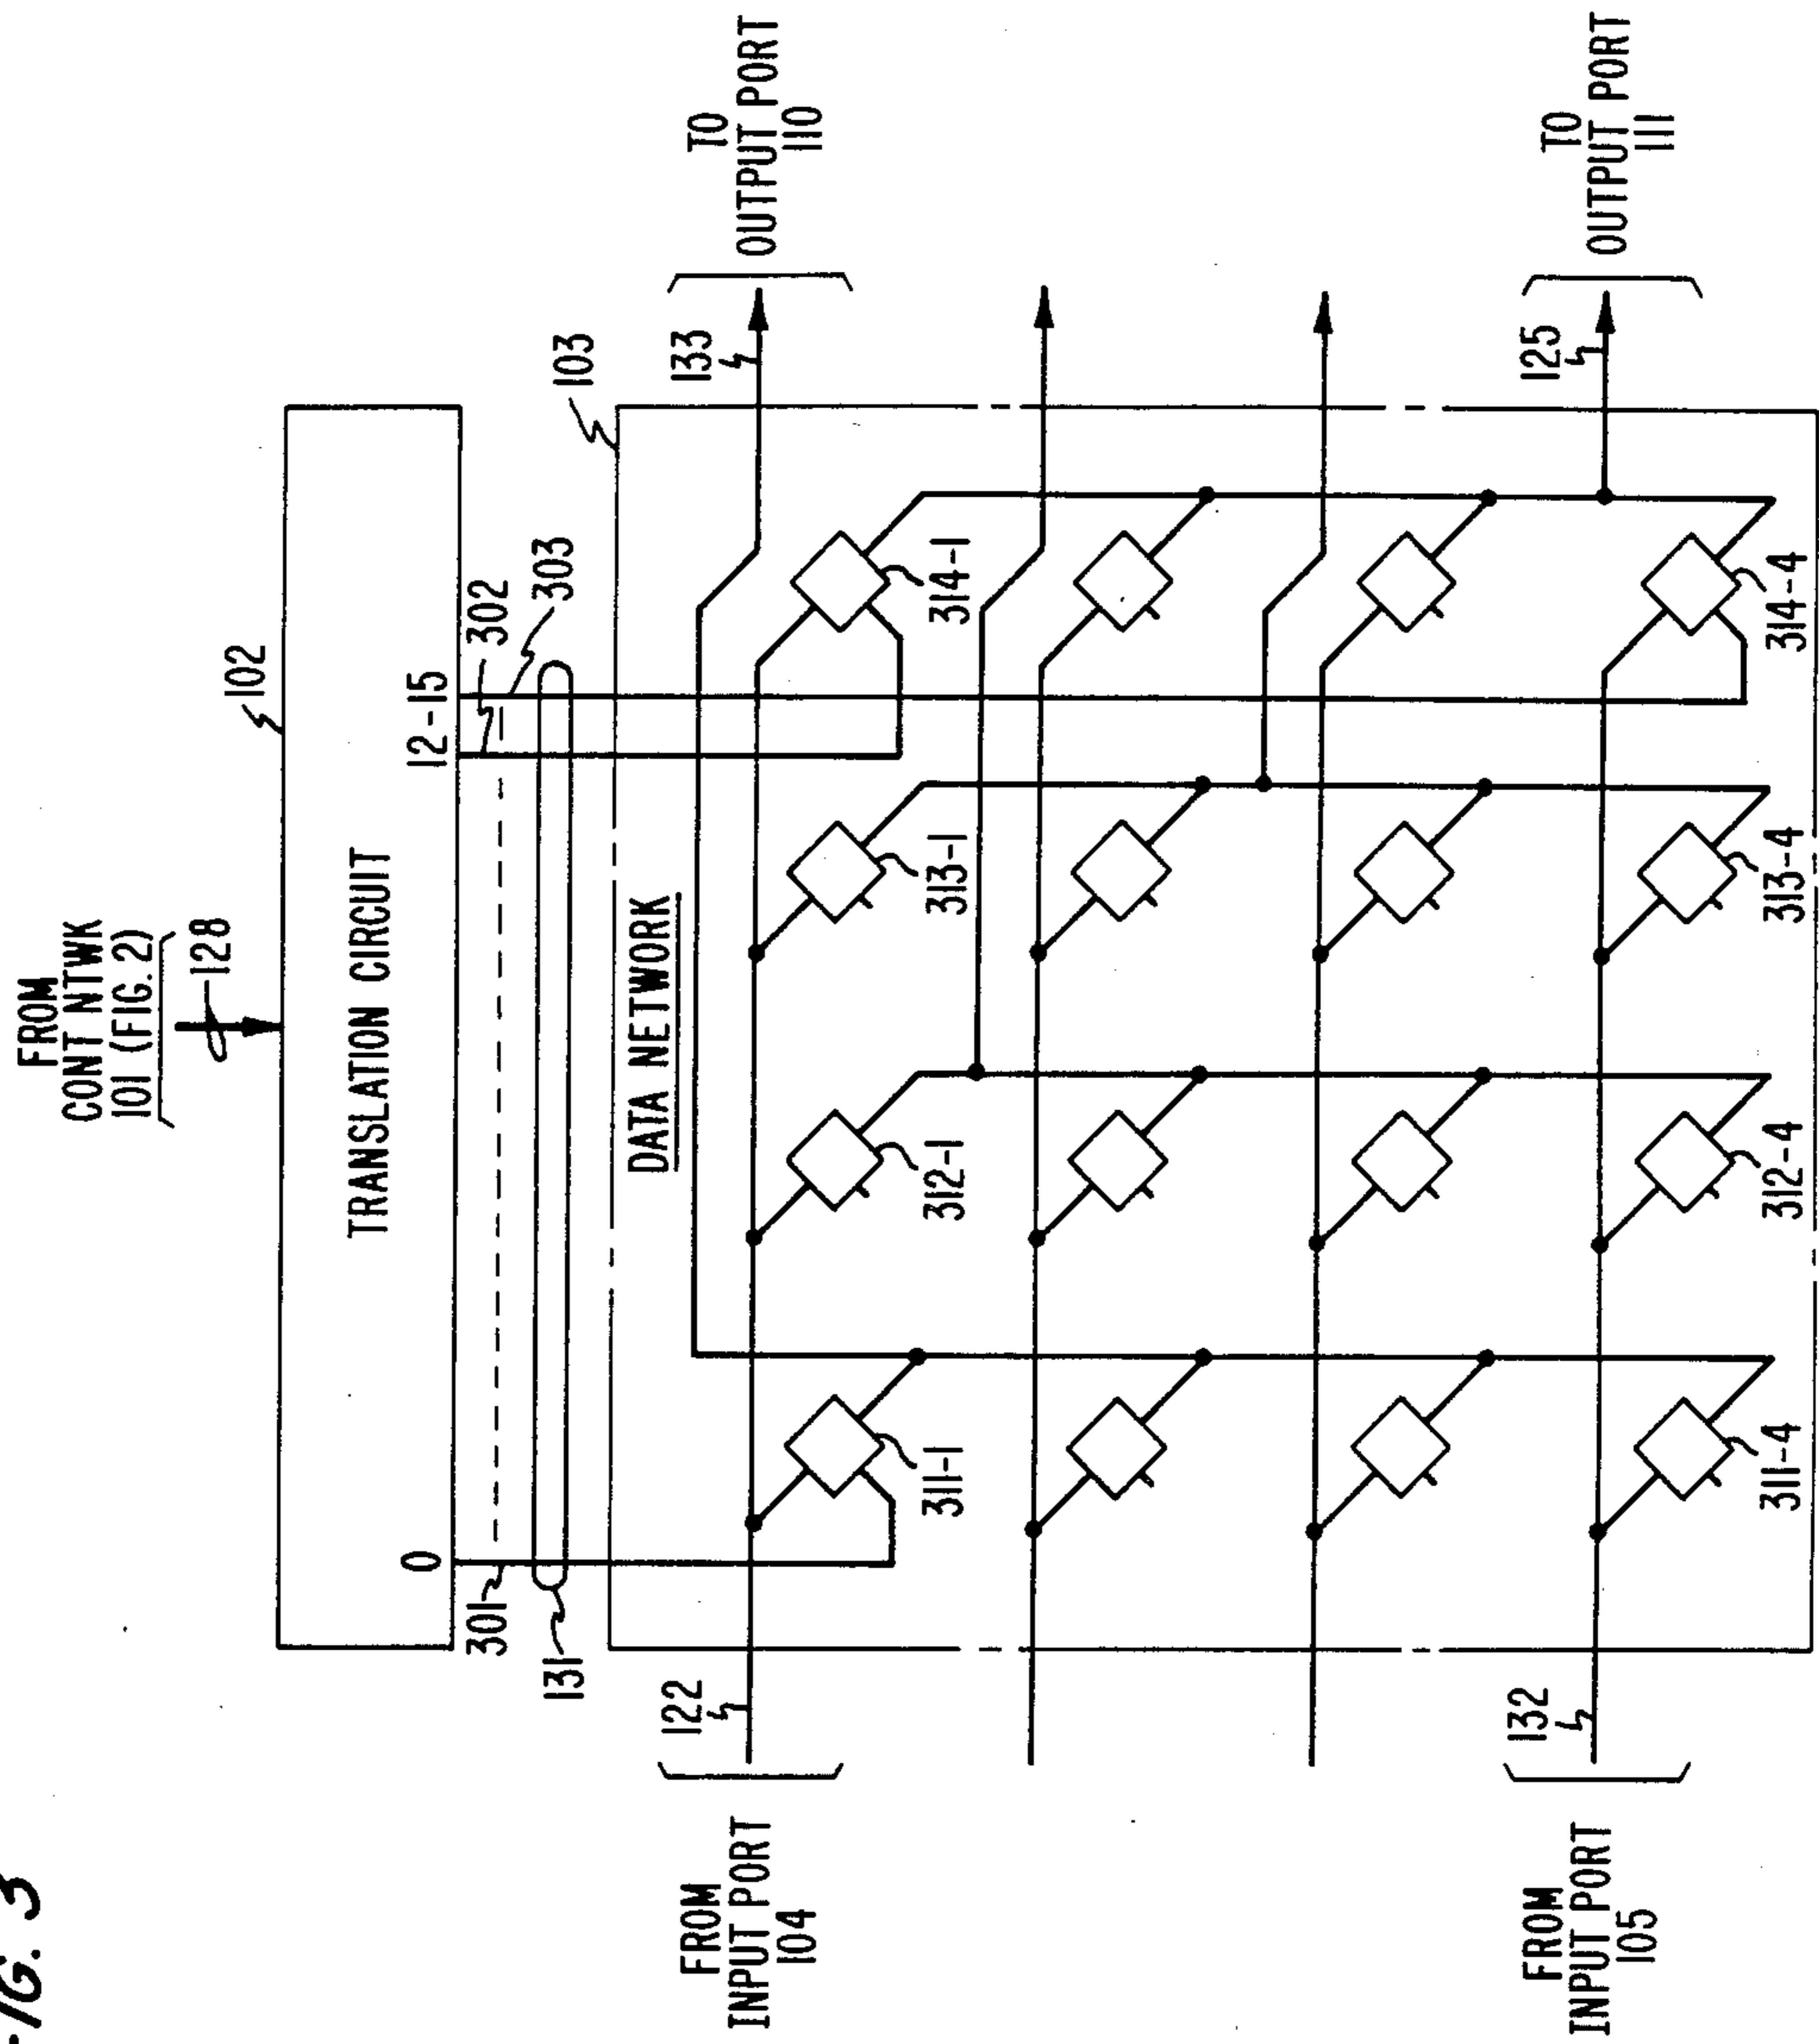 FIG. 3
FROM
CONT NTWK
101 (FIG. 2)
128
102
TRANSLATION CIRCUIT
0
12-15
301
302
303
131
103
DATA NETWORK
122
133
FROM
INPUT PORT
104
TO
OUTPUT PORT
110
311-1
312-1
313-1
314-1
132
125
FROM
INPUT PORT
105
TO
OUTPUT PORT
111
311-4
312-4
313-4
314-4